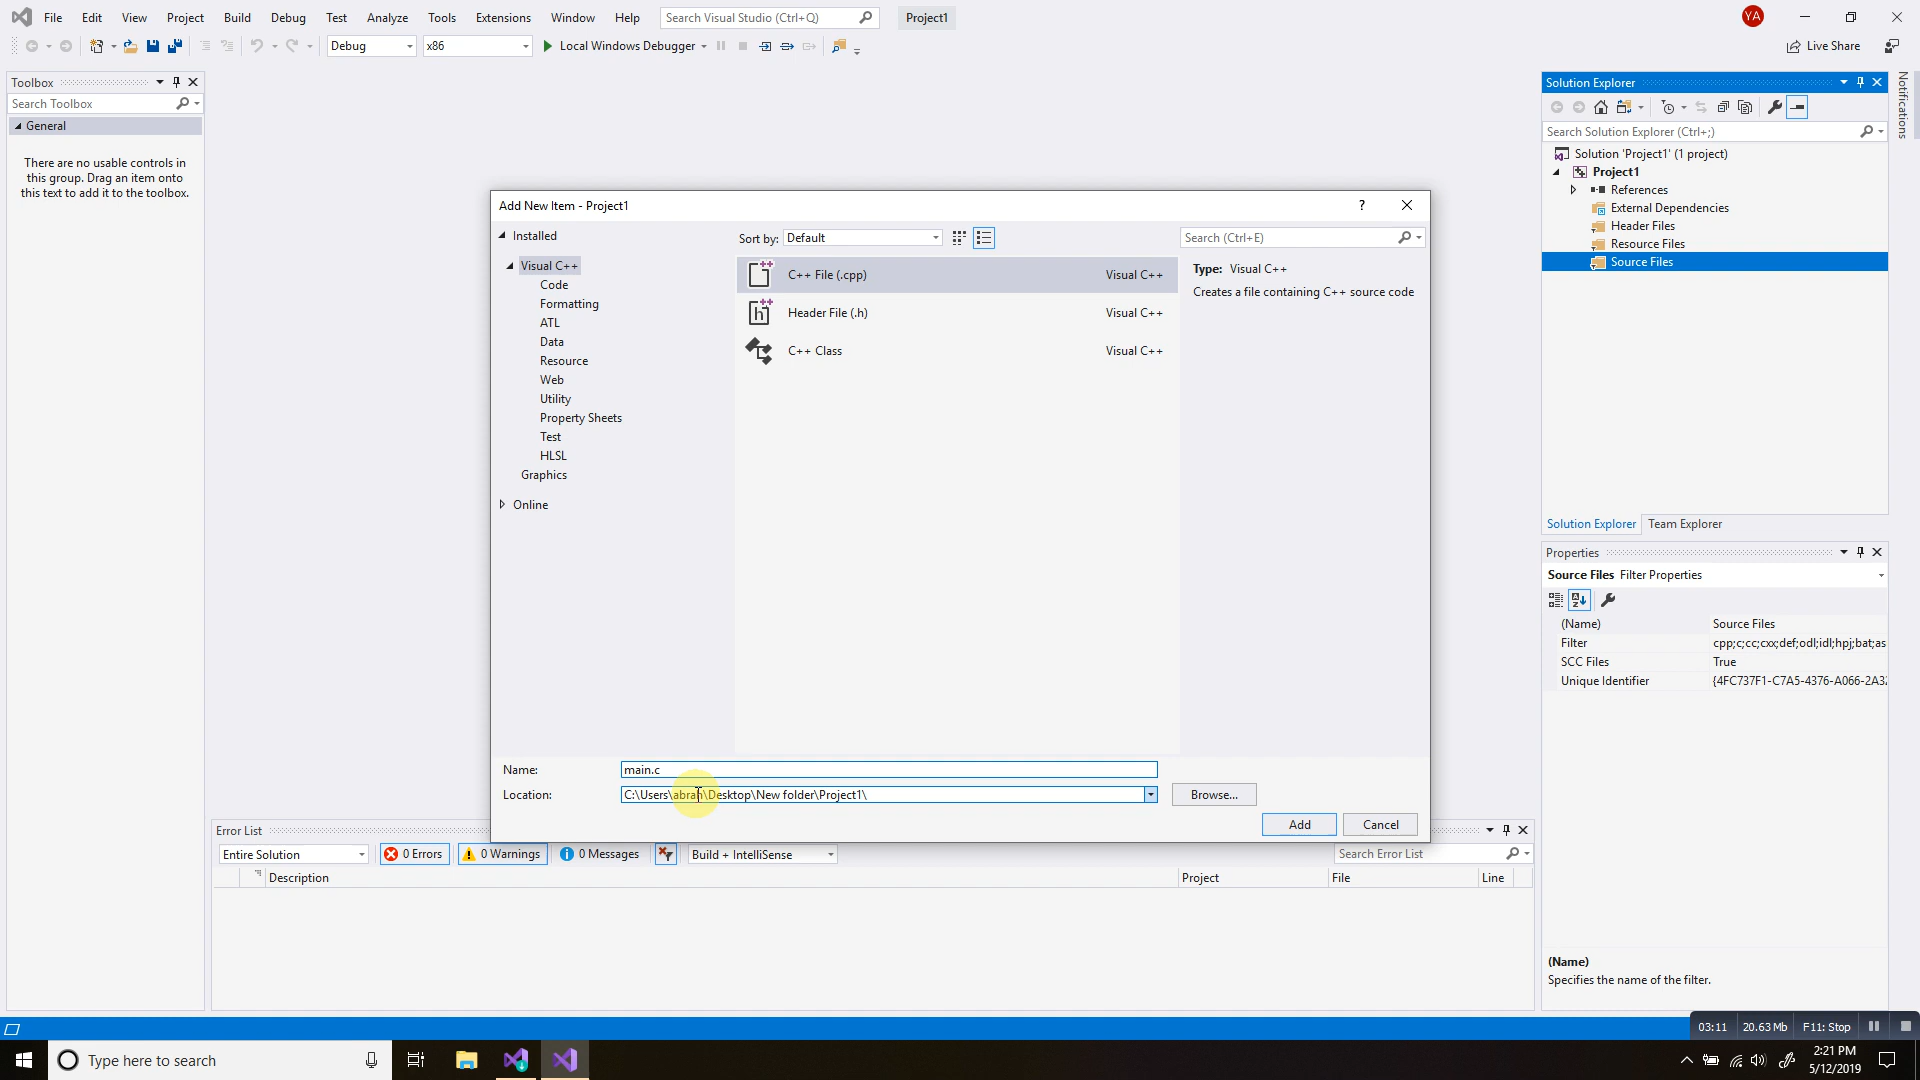 File Edit View Project Build Debug Test Analyze Tools Extensions Window Help Search Visual Studio (Ctrl+Q) Project1 YA
Debug x86 Local Windows Debugger Live Share
Toolbox
Search Toolbox
General
There are no usable controls in
this group. Drag an item onto
this text to add it to the toolbox.
Add New Item - Project1
Installed
Visual C++
Code
Formatting
ATL
Data
Resource
Web
Utility
Property Sheets
Test
HLSL
Graphics
Online
Sort by: Default
Search (Ctrl+E)
C++ File (.cpp) Visual C++
Header File (.h) Visual C++
C++ Class Visual C++
Type: Visual C++
Creates a file containing C++ source code
Name: main.c
Location: C:\Users\abrah\Desktop\New folder\Project1\
Browse...
Add Cancel
Solution Explorer
Search Solution Explorer (Ctrl+;)
Solution 'Project1' (1 project)
Project1
References
External Dependencies
Header Files
Resource Files
Source Files
Solution Explorer Team Explorer
Notifications
Properties
Source Files Filter Properties
(Name) Source Files
Filter cpp;c;cc;cxx;def;odl;idl;hpj;bat;as
SCC Files True
Unique Identifier {4FC737F1-C7A5-4376-A066-2A32
(Name)
Specifies the name of the filter.
Error List
Entire Solution 0 Errors 0 Warnings 0 Messages Build + IntelliSense Search Error List
Description Project File Line
03:11 20.63 Mb F11: Stop
Type here to search
2:21 PM
5/12/2019